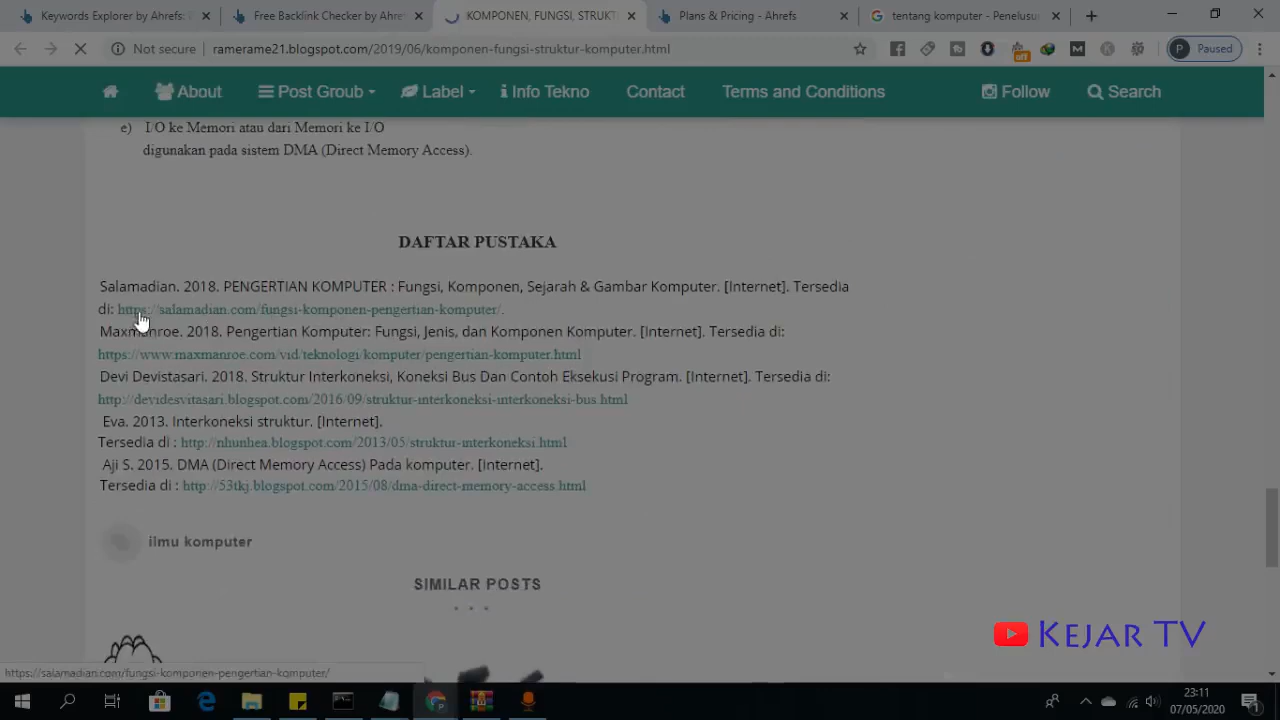 Keywords Explorer by Ahrefs:
Free Backlink Checker by Ahref
KOMPONEN, FUNGSI, STRUKT
Plans & Pricing - Ahrefs
tentang komputer - Penelusu
Not secure
ramerame21.blogspot.com/2019/06/komponen-fungsi-struktur-komputer.html
off
P Paused
About
Post Group
Label
Info Tekno
Contact
Terms and Conditions
Follow
Search
e) I/O ke Memori atau dari Memori ke I/O
digunakan pada sistem DMA (Direct Memory Access).
DAFTAR PUSTAKA
Salamadian. 2018. PENGERTIAN KOMPUTER : Fungsi, Komponen, Sejarah & Gambar Komputer. [Internet]. Tersedia
di: https://salamadian.com/fungsi-komponen-pengertian-komputer/.
Maxmanroe. 2018. Pengertian Komputer: Fungsi, Jenis, dan Komponen Komputer. [Internet]. Tersedia di:
https://www.maxmanroe.com/vid/teknologi/komputer/pengertian-komputer.html
Devi Devistasari. 2018. Struktur Interkoneksi, Koneksi Bus Dan Contoh Eksekusi Program. [Internet]. Tersedia di:
http://devidesvitasari.blogspot.com/2016/09/struktur-interkoneksi-interkoneksi-bus.html
Eva. 2013. Interkoneksi struktur. [Internet].
Tersedia di : http://nhunhea.blogspot.com/2013/05/struktur-interkoneksi.html
Aji S. 2015. DMA (Direct Memory Access) Pada komputer. [Internet].
Tersedia di : http://53tkj.blogspot.com/2015/08/dma-direct-memory-access.html
ilmu komputer
SIMILAR POSTS
KEJAR TV
https://salamadian.com/fungsi-komponen-pengertian-komputer/
23:11
07/05/2020